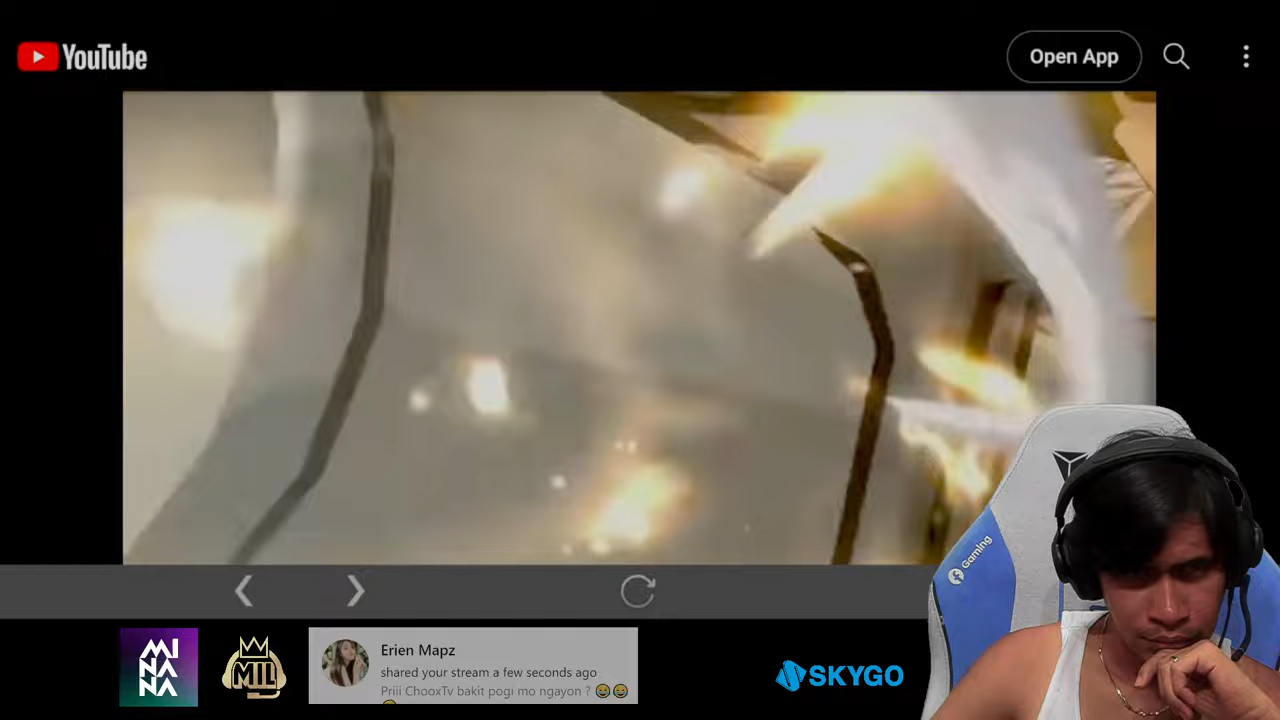 YouTube
Open App
Gaming
MI
NA
NA
MIL
Erien Mapz
shared your stream a few seconds ago
Priii ChooxTv bakit pogi mo ngayon ? 😂😂
SKYGO